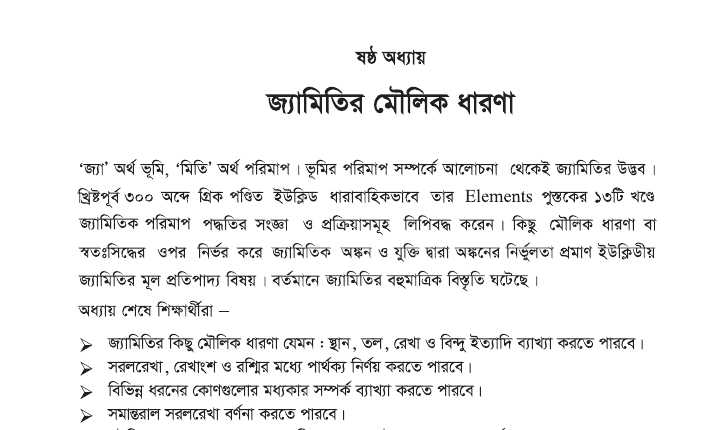 ষষ্ঠ অধ্যায়
জ্যামিতির মৌলিক ধারণা
‘জ্যা’ অর্থ ভূমি, ‘মিতি’ অর্থ পরিমাপ। ভূমির পরিমাপ সম্পর্কে আলোচনা থেকেই জ্যামিতির উদ্ভব।
খ্রিষ্টপূর্ব ৩০০ অব্দে গ্রিক পণ্ডিত ইউক্লিড ধারাবাহিকভাবে তার Elements পুস্তকের ১৩টি খণ্ডে
জ্যামিতিক পরিমাপ পদ্ধতির সংজ্ঞা ও প্রক্রিয়াসমূহ লিপিবদ্ধ করেন। কিছু মৌলিক ধারণা বা
স্বতঃসিদ্ধের ওপর নির্ভর করে জ্যামিতিক অঙ্কন ও যুক্তি দ্বারা অঙ্কনের নির্ভুলতা প্রমাণ ইউক্লিডীয়
জ্যামিতির মূল প্রতিপাদ্য বিষয়। বর্তমানে জ্যামিতির বহুমাত্রিক বিস্তৃতি ঘটেছে।
অধ্যায় শেষে শিক্ষার্থীরা –
➢ জ্যামিতির কিছু মৌলিক ধারণা যেমন : স্থান, তল, রেখা ও বিন্দু ইত্যাদি ব্যাখ্যা করতে পারবে।
➢ সরলরেখা, রেখাংশ ও রশ্মির মধ্যে পার্থক্য নির্ণয় করতে পারবে।
➢ বিভিন্ন ধরনের কোণগুলোর মধ্যকার সম্পর্ক ব্যাখ্যা করতে পারবে।
➢ সমান্তরাল সরলরেখা বর্ণনা করতে পারবে।